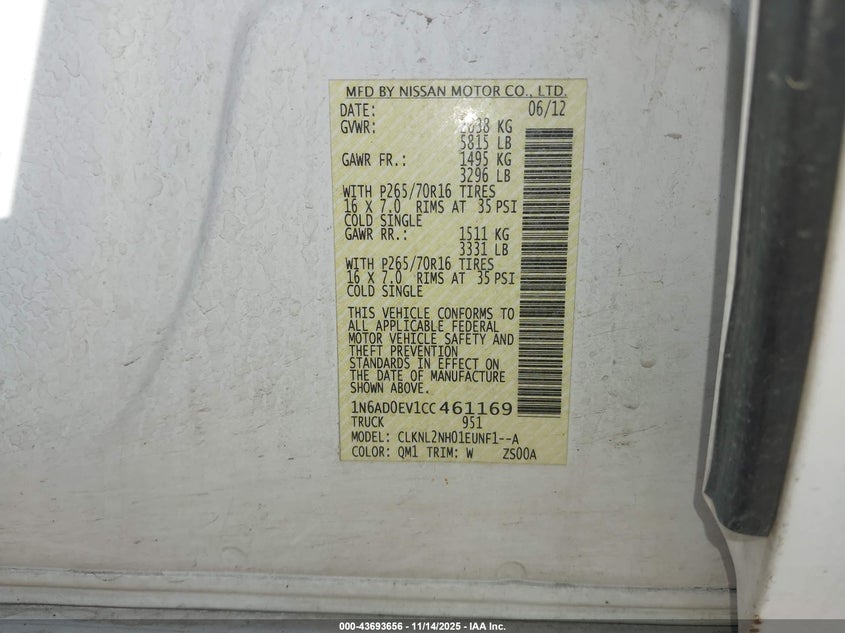 MFD BY NISSAN MOTOR CO., LTD.
DATE: 06/12
GVWR: KG
5815 LB
GAWR FR.: 1495 KG
3296 LB
WITH P265/70R16 TIRES
16 X 7.0 RIMS AT 35 PSI
COLD SINGLE
GAWR RR.: 1511 KG
3331 LB
WITH P265/70R16 TIRES
16 X 7.0 RIMS AT 35 PSI
COLD SINGLE
THIS VEHICLE CONFORMS TO
ALL APPLICABLE FEDERAL
MOTOR VEHICLE SAFETY AND
THEFT PREVENTION
STANDARDS IN EFFECT ON
THE DATE OF MANUFACTURE
SHOWN ABOVE.
1N6AD0EV1CC461169
TRUCK 951
MODEL: CLKNL2NH01EUNF1--A
COLOR: QM1 TRIM: W ZS00A
000-43693656 - 11/14/2025 - IAA Inc.